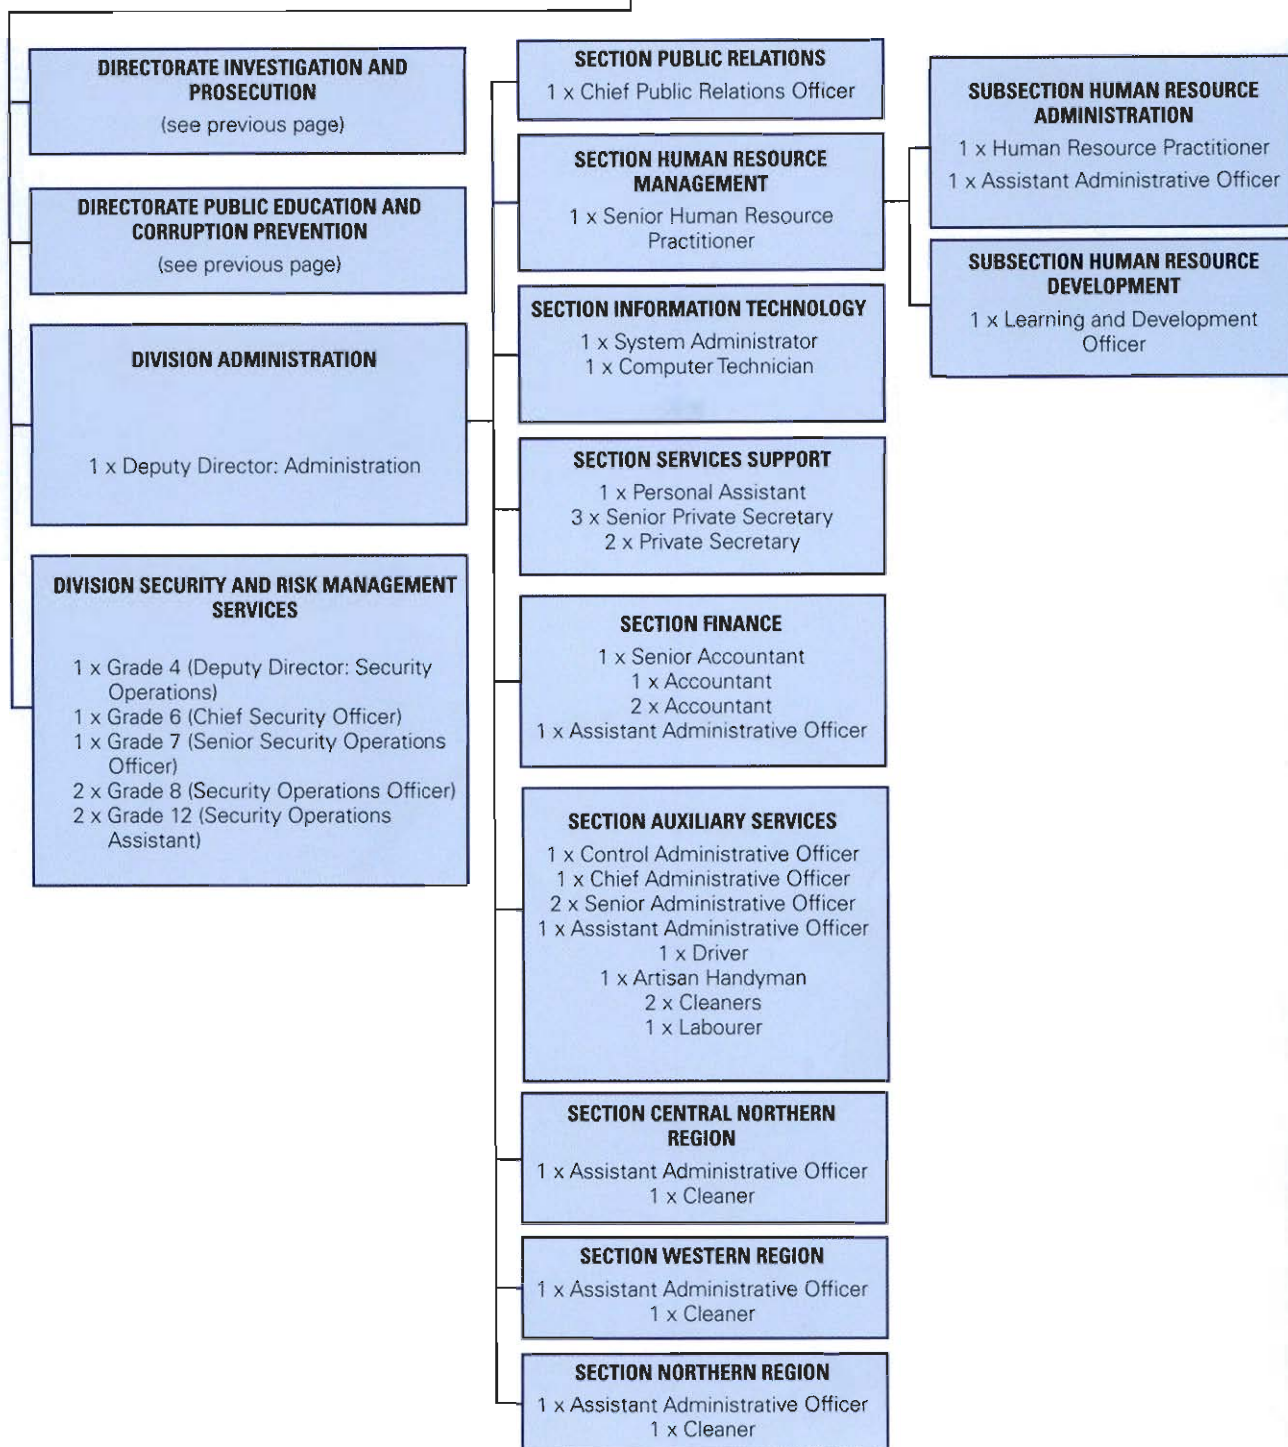 DIRECTORATE INVESTIGATION AND
PROSECUTION
(see previous page)
DIRECTORATE PUBLIC EDUCATION AND
CORRUPTION PREVENTION
(see previous page)
DIVISION ADMINISTRATION
1 x Deputy Director: Administration
DIVISION SECURITY AND RISK MANAGEMENT
SERVICES
1 x Grade 4 (Deputy Director: Security
Operations)
1 x Grade 6 (Chief Security Officer)
1 x Grade 7 (Senior Security Operations
Officer)
2 x Grade 8 (Security Operations Officer)
2 x Grade 12 (Security Operations
Assistant)
SECTION PUBLIC RELATIONS
1 x Chief Public Relations Officer
SECTION HUMAN RESOURCE
MANAGEMENT
1 x Senior Human Resource
Practitioner
SECTION INFORMATION TECHNOLOGY
1 x System Administrator
1 x Computer Technician
SECTION SERVICES SUPPORT
1 x Personal Assistant
3 x Senior Private Secretary
2 x Private Secretary
SECTION FINANCE
1 x Senior Accountant
1 x Accountant
2 x Accountant
1 x Assistant Administrative Officer
SECTION AUXILIARY SERVICES
1 x Control Administrative Officer
1 x Chief Administrative Officer
2 x Senior Administrative Officer
1 x Assistant Administrative Officer
1 x Driver
1 x Artisan Handyman
2 x Cleaners
1 x Labourer
SECTION CENTRAL NORTHERN
REGION
1 x Assistant Administrative Officer
1 x Cleaner
SECTION WESTERN REGION
1 x Assistant Administrative Officer
1 x Cleaner
SECTION NORTHERN REGION
1 x Assistant Administrative Officer
1 x Cleaner
SUBSECTION HUMAN RESOURCE
ADMINISTRATION
1 x Human Resource Practitioner
1 x Assistant Administrative Officer
SUBSECTION HUMAN RESOURCE
DEVELOPMENT
1 x Learning and Development
Officer